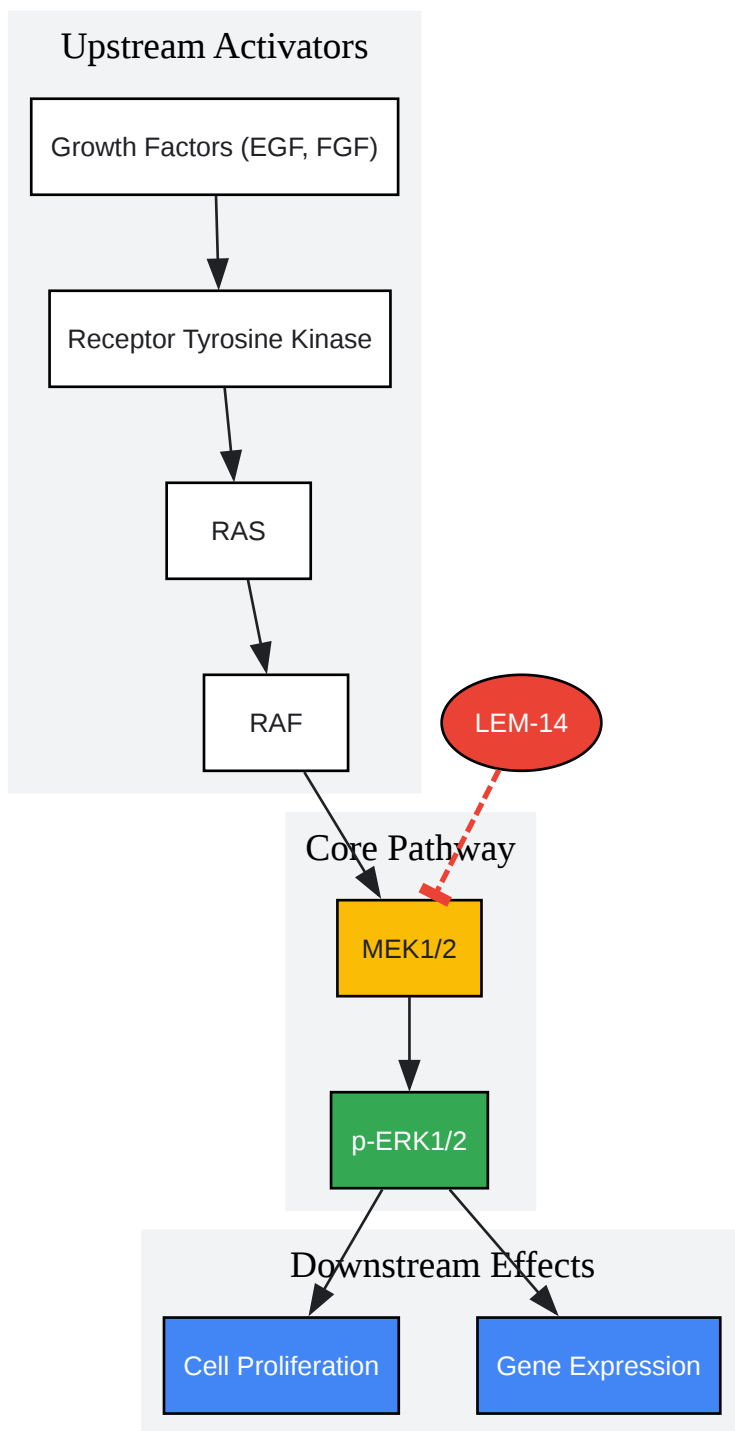 Upstream Activators
Growth Factors (EGF, FGF)
Receptor Tyrosine Kinase
RAS
RAF
LEM-14
Core Pathway
MEK1/2
p-ERK1/2
Downstream Effects
Cell Proliferation
Gene Expression